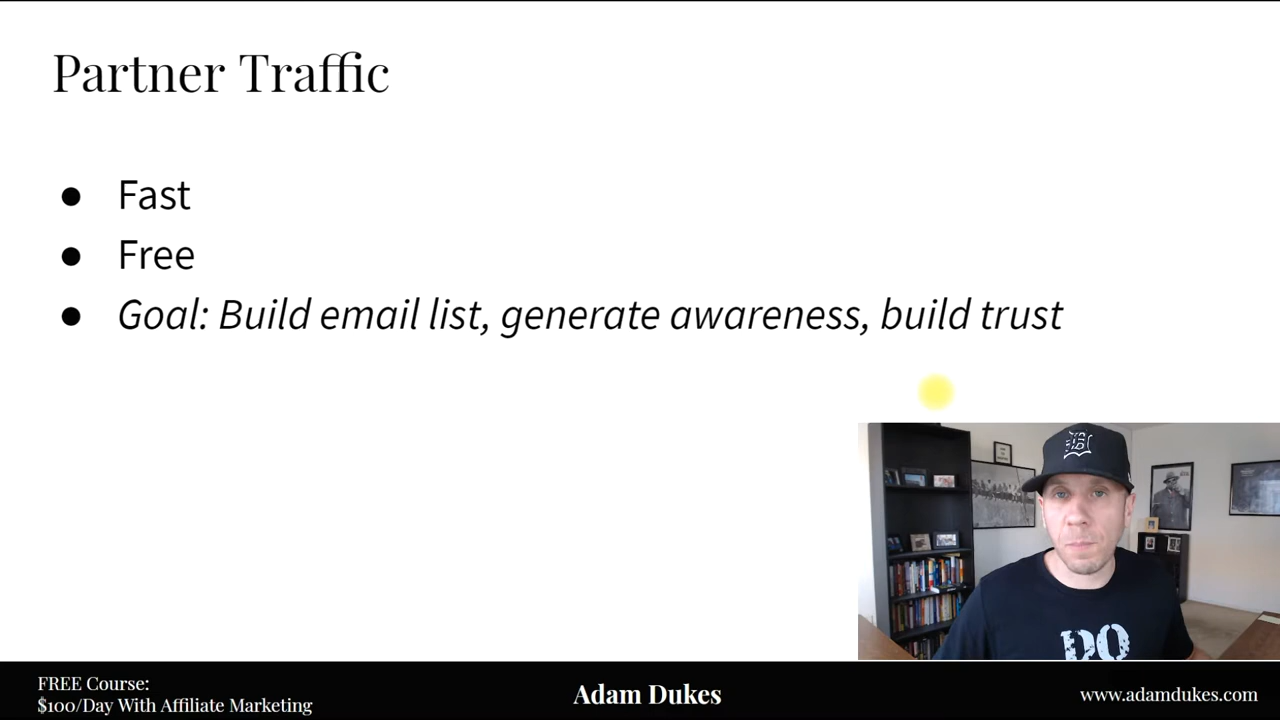 Partner Traffic
● Fast
● Free
● Goal: Build email list, generate awareness, build trust
DO
FREE Course:
$100/Day With Affiliate Marketing
Adam Dukes
www.adamdukes.com